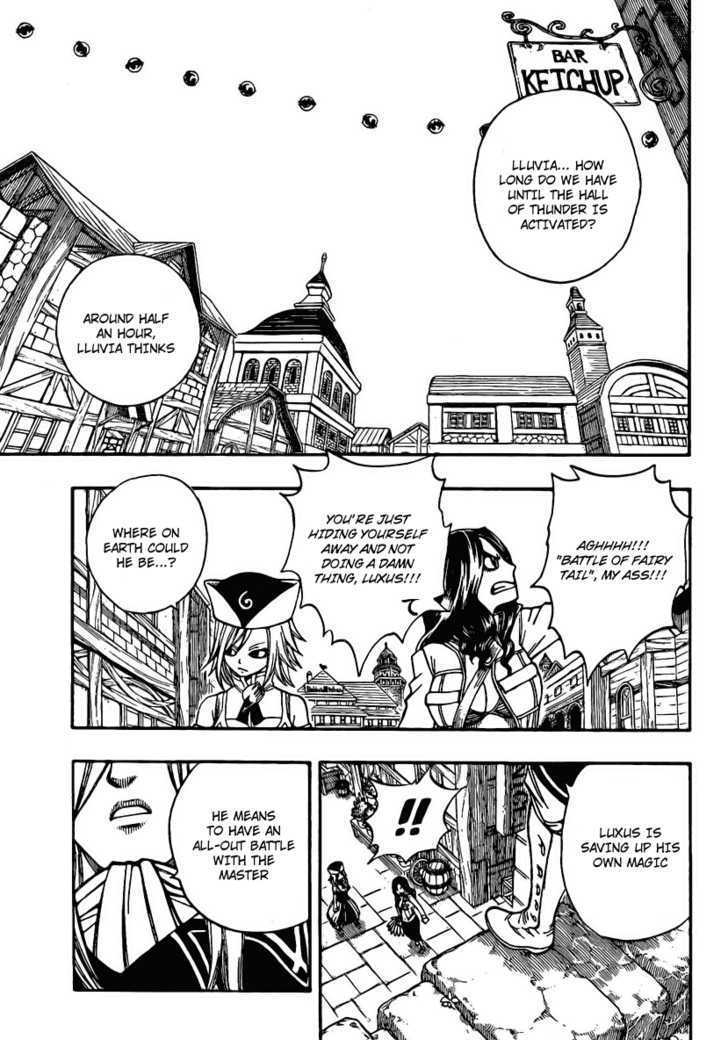 BAR
KETCHUP
LLUVIA... HOW
LONG DO WE HAVE
UNTIL THE HALL
OF THUNDER IS
ACTIVATED?
AROUND HALF
AN HOUR,
LLUVIA THINKS
AGHHHH!!!
"BATTLE OF FAIRY
TAIL", MY ASS!!!
YOU'RE JUST
HIDING YOURSELF
AWAY AND NOT
DOING A DAMN
THING, LUXUS!!!
WHERE ON
EARTH COULD
HE BE...?
LUXUS IS
SAVING UP HIS
OWN MAGIC
!!
HE MEANS
TO HAVE AN
ALL-OUT BATTLE
WITH THE
MASTER